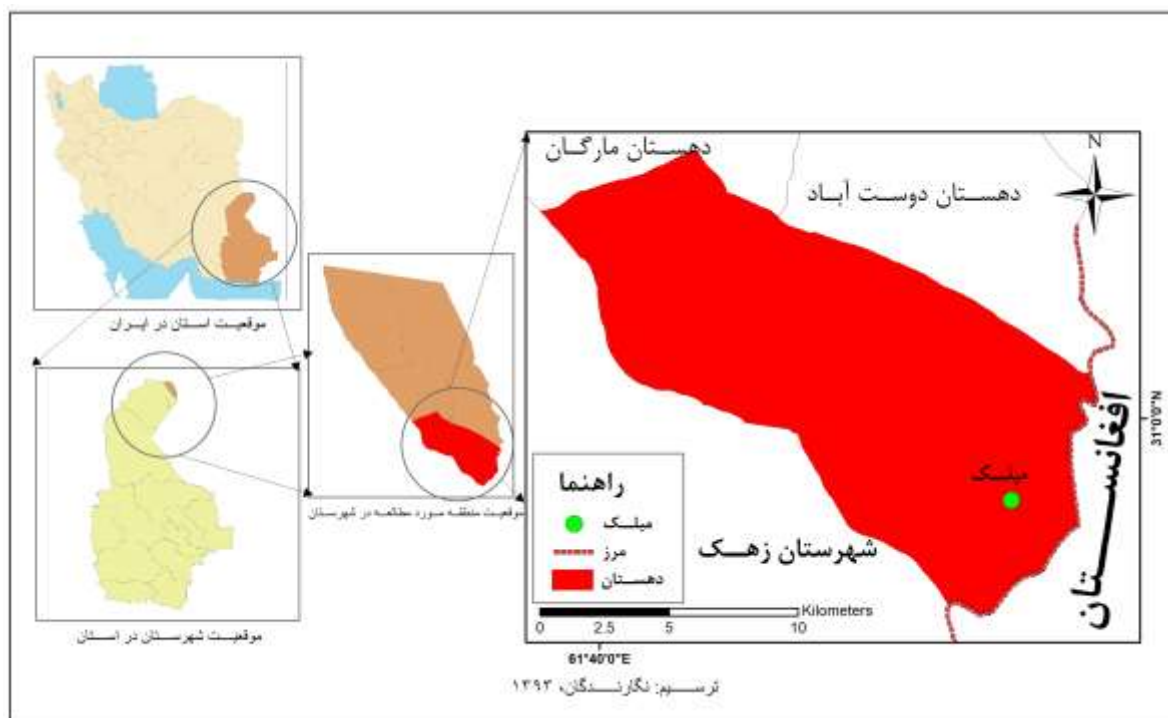 موقعیت استان در ایران
موقعیت شهرستان در استان
موقعیت منطقه مورد مطالعه در شهرستان
دهستان مارگان
دهستان دوست آباد
N
افغانستان
31°0'0"N
میلک
شهرستان زهک
راهنما
میلک
مرز
دهستان
Kilometers
0 2.5 5 10
61°40'0"E
ترسیم: نگارندگان، ۱۳۹۳